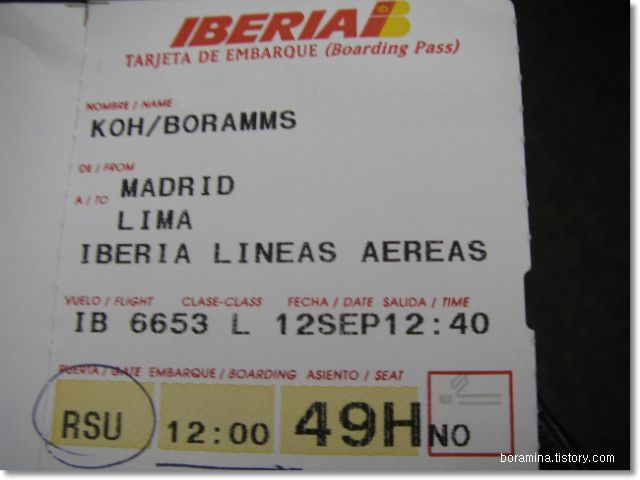 IBERIA
TARJETA DE EMBARQUE (Boarding Pass)
NOMBRE / NAME
KOH/BORAMMS
DE / FROM
MADRID
A / TO
LIMA
IBERIA LINEAS AEREAS
VUELO / FLIGHT CLASE-CLASS FECHA / DATE SALIDA / TIME
IB 6653 L 12SEP12:40
PUERTA / GATE EMBARQUE / BOARDING ASIENTO / SEAT
RSU 12:00 49H NO
boramina.tistory.com